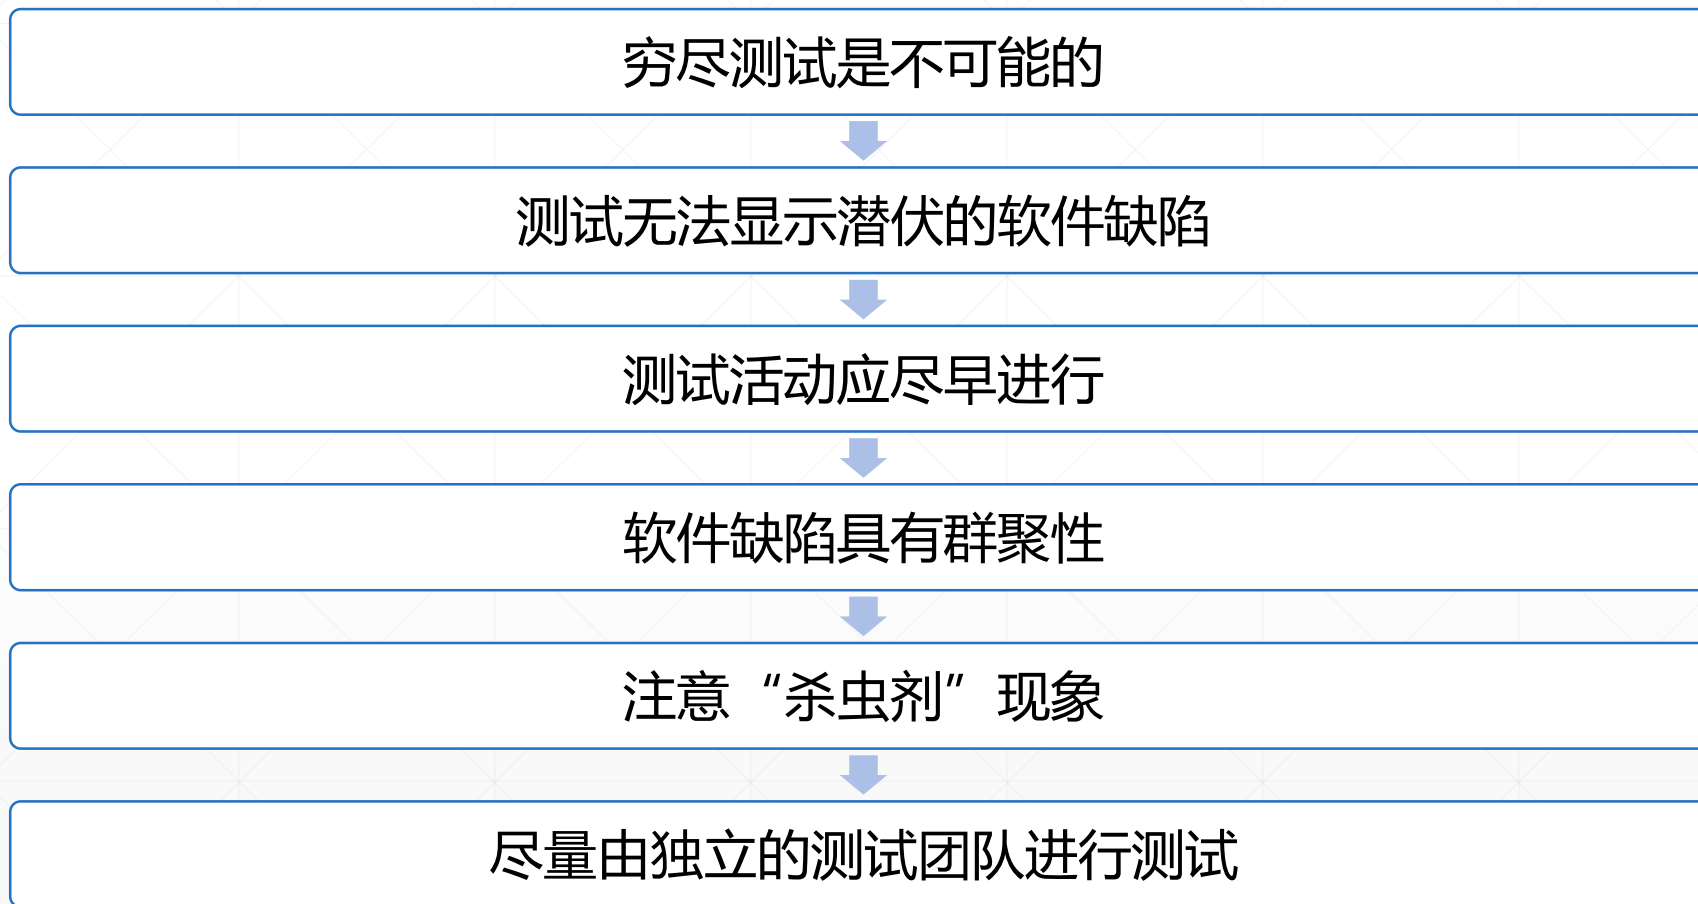 穷尽测试是不可能的
测试无法显示潜伏的软件缺陷
测试活动应尽早进行
软件缺陷具有群聚性
注意“杀虫剂”现象
尽量由独立的测试团队进行测试